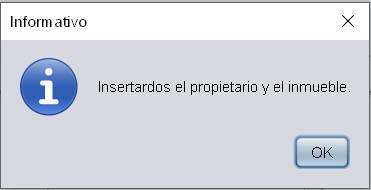 Informativo
Insertardos el propietario y el inmueble.
OK